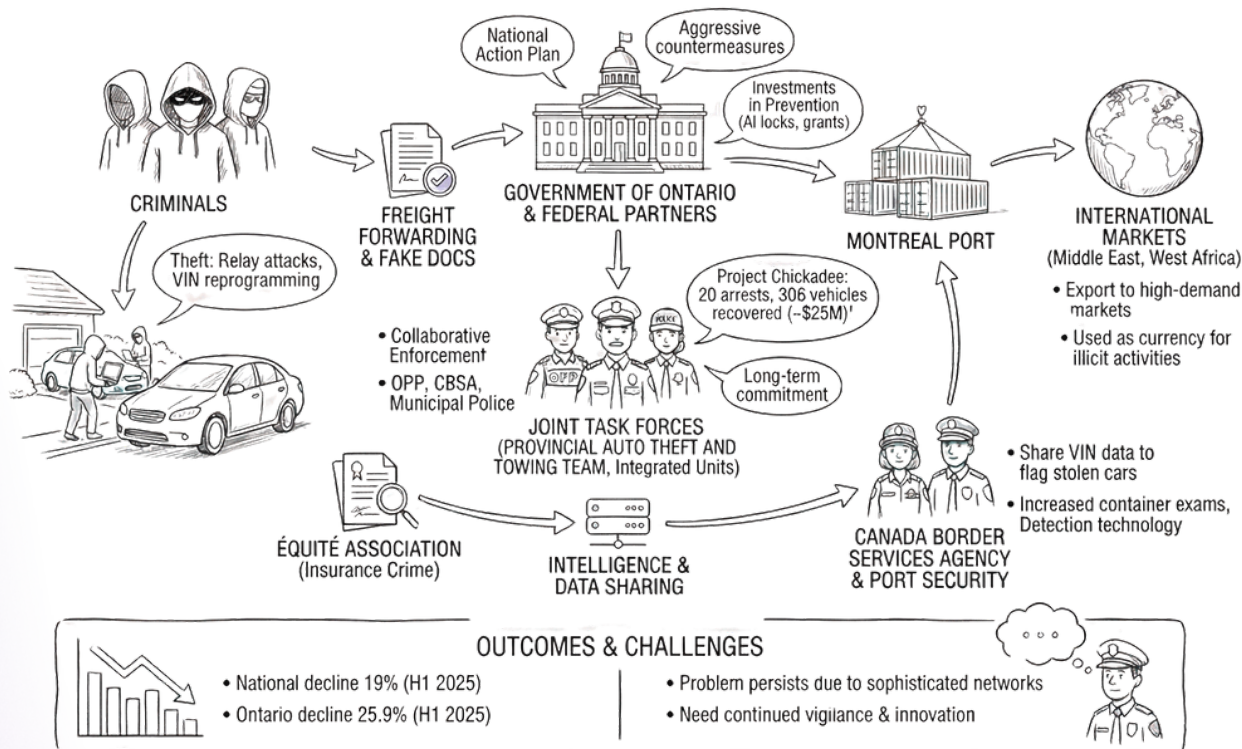 National
Action Plan
Aggressive
countermeasures
Investments
in Prevention
(AI locks, grants)
CRIMINALS
FREIGHT
FORWARDING
& FAKE DOCS
GOVERNMENT OF ONTARIO
& FEDERAL PARTNERS
MONTREAL PORT
INTERNATIONAL
MARKETS
(Middle East, West Africa)
• Export to high-demand
markets
• Used as currency for
illicit activities
Theft: Relay attacks,
VIN reprogramming
• Collaborative
Enforcement†
• OPP, CBSA,
Municipal Police
OPP
POLICE
Project Chickadee:
20 arrests, 306 vehicles
recovered (~$25M)†
Long-term
commitment
JOINT TASK FORCES
(PROVINCIAL AUTO THEFT AND
TOWING TEAM, Integrated Units)
ÉQUITÉ ASSOCIATION
(Insurance Crime)
INTELLIGENCE &
DATA SHARING
CANADA BORDER
SERVICES AGENCY
& PORT SECURITY
• Share VIN data to
flag stolen cars
• Increased container exams,
Detection technology
OUTCOMES & CHALLENGES
• National decline 19% (H1 2025)
• Ontario decline 25.9% (H1 2025)
• Problem persists due to sophisticated networks
• Need continued vigilance & innovation